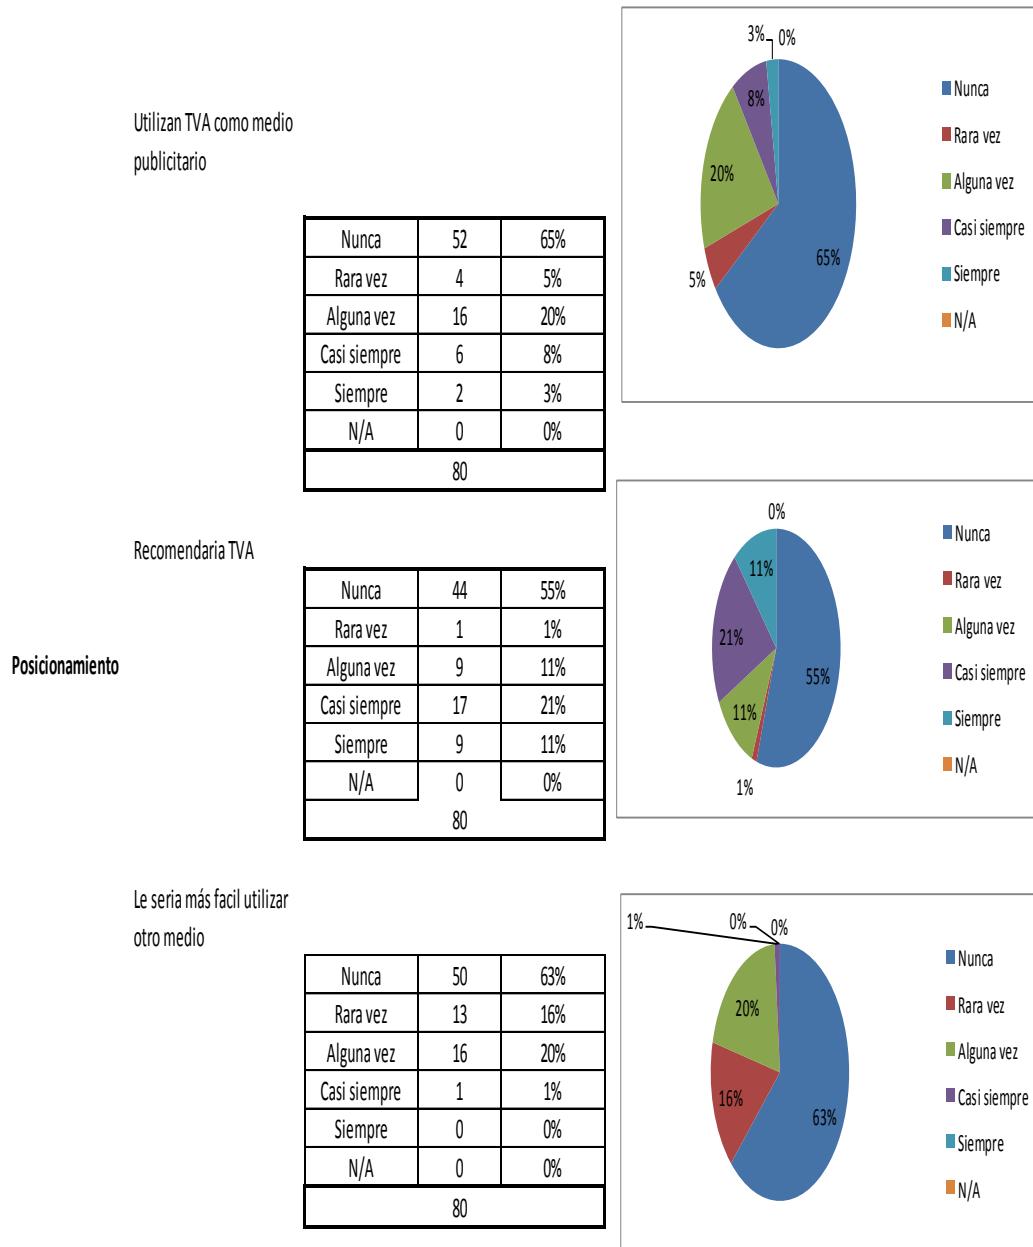 Utilizan TVA como medio
publicitario
Nunca 52 65%
Rara vez 4 5%
Alguna vez 16 20%
Casi siempre 6 8%
Siempre 2 3%
N/A 0 0%
80
3% 0%
8%
20%
65%
5%
Nunca
Rara vez
Alguna vez
Casi siempre
Siempre
N/A
Posicionamiento
Recomendaria TVA
Nunca 44 55%
Rara vez 1 1%
Alguna vez 9 11%
Casi siempre 17 21%
Siempre 9 11%
N/A 0 0%
80
0%
11%
21%
55%
11%
1%
Nunca
Rara vez
Alguna vez
Casi siempre
Siempre
N/A
Le seria más facil utilizar
otro medio
Nunca 50 63%
Rara vez 13 16%
Alguna vez 16 20%
Casi siempre 1 1%
Siempre 0 0%
N/A 0 0%
80
1% 0% 0%
20%
16%
63%
Nunca
Rara vez
Alguna vez
Casi siempre
Siempre
N/A